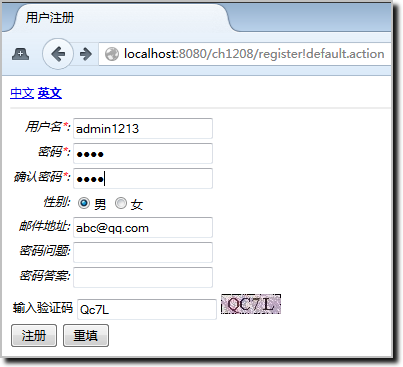 用户注册
localhost:8080/ch1208/register!default.action
中文 英文
用户名*: admin1213
密码*: ●●●●
确认密码*: ●●●●
性别: 男 女
邮件地址: abc@qq.com
密码问题:
密码答案:
输入验证码 Qc7L QC7L
注册 重填